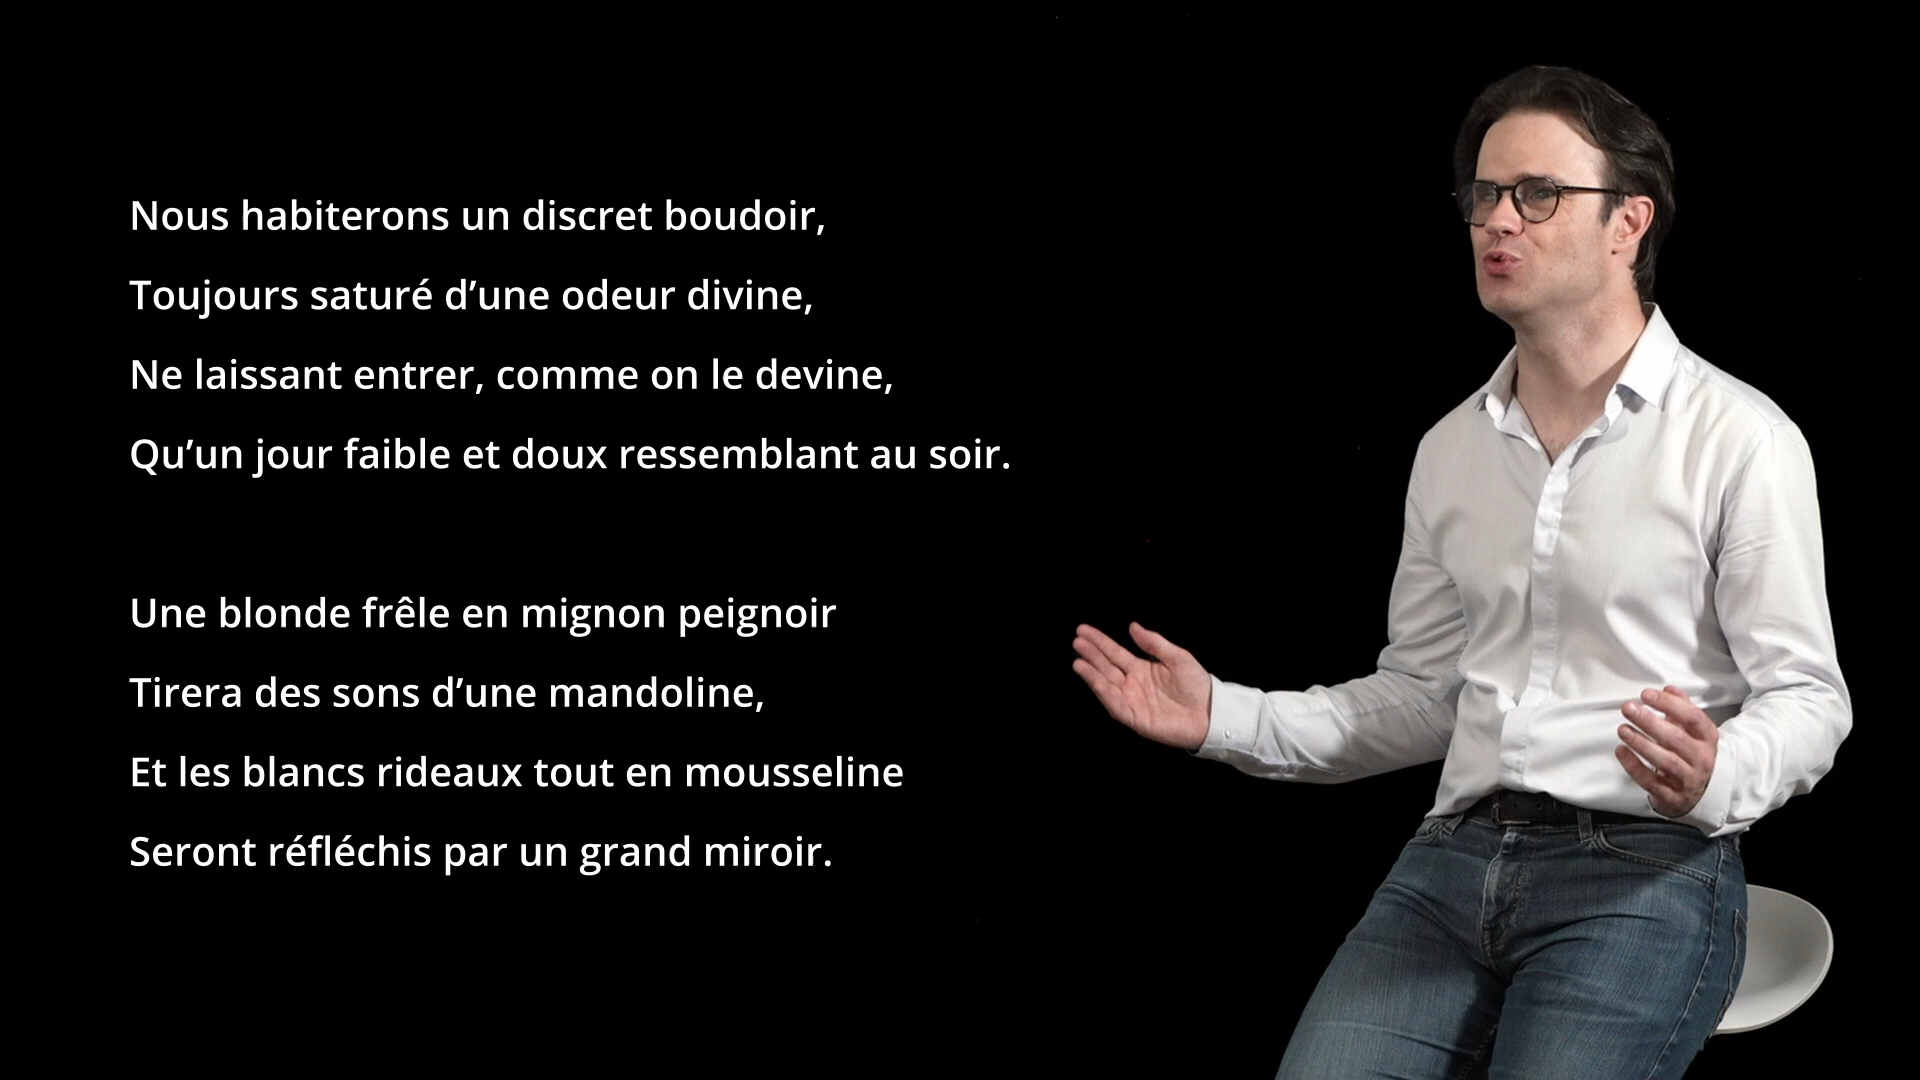 Nous habiterons un discret boudoir,
Toujours saturé d’une odeur divine,
Ne laissant entrer, comme on le devine,
Qu’un jour faible et doux ressemblant au soir.
Une blonde frêle en mignon peignoir
Tirera des sons d’une mandoline,
Et les blancs rideaux tout en mousseline
Seront réfléchis par un grand miroir.